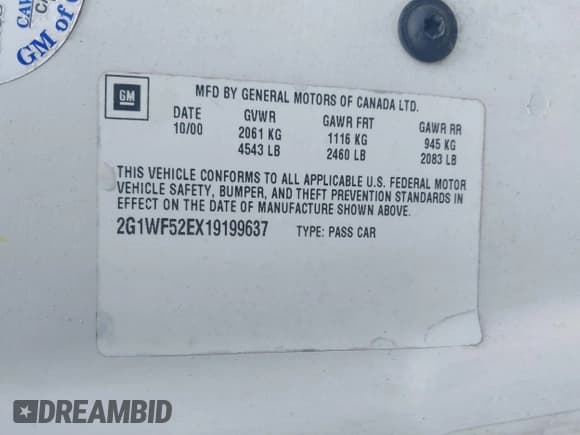 GM of
GM
MFD BY GENERAL MOTORS OF CANADA LTD.
DATE GVWR GAWR FRT GAWR RR
10/00 2061 KG 1116 KG 945 KG
4543 LB 2460 LB 2083 LB
THIS VEHICLE CONFORMS TO ALL APPLICABLE U.S. FEDERAL MOTOR
VEHICLE SAFETY, BUMPER, AND THEFT PREVENTION STANDARDS IN
EFFECT ON THE DATE OF MANUFACTURE SHOWN ABOVE.
2G1WF52EX19199637 TYPE: PASS CAR
DREAMBID